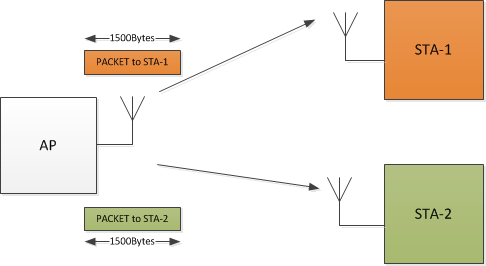 1500Bytes
PACKET to STA-1
STA-1
AP
STA-2
PACKET to STA-2
1500Bytes